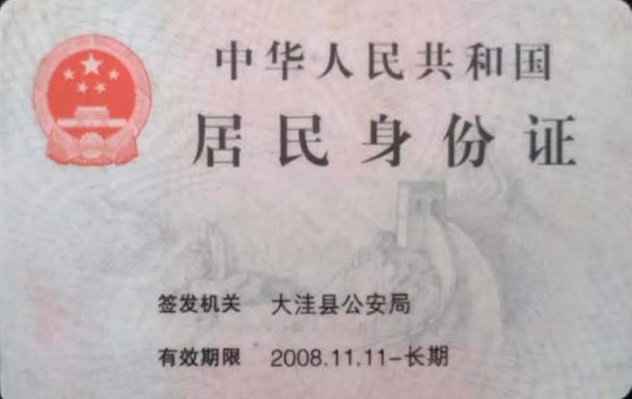 中华人民共和国
居民身份证
签发机关 大洼县公安局
有效期限 2008.11.11-长期